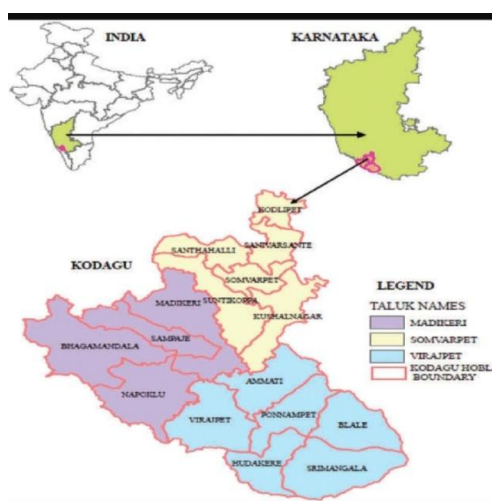 INDIA
KARNATAKA
KODLIPET
SANIVARSANTE
SANTHAHALLI
KODAGU
SOMVARPET
LEGEND
MADIKERI
SUNTIKOPPA
KUSHALNAGAR
TALUK NAMES
MADIKERI
SAMPAJE
SOMVARPET
BHAGAMANDALA
VIRAJPET
KODAGU HOBL
BOUNDARY
AMMATI
NAPOKLU
VIRAJPET
PONNAMPET
BLALE
HUDAKERE
SRIMANGALA